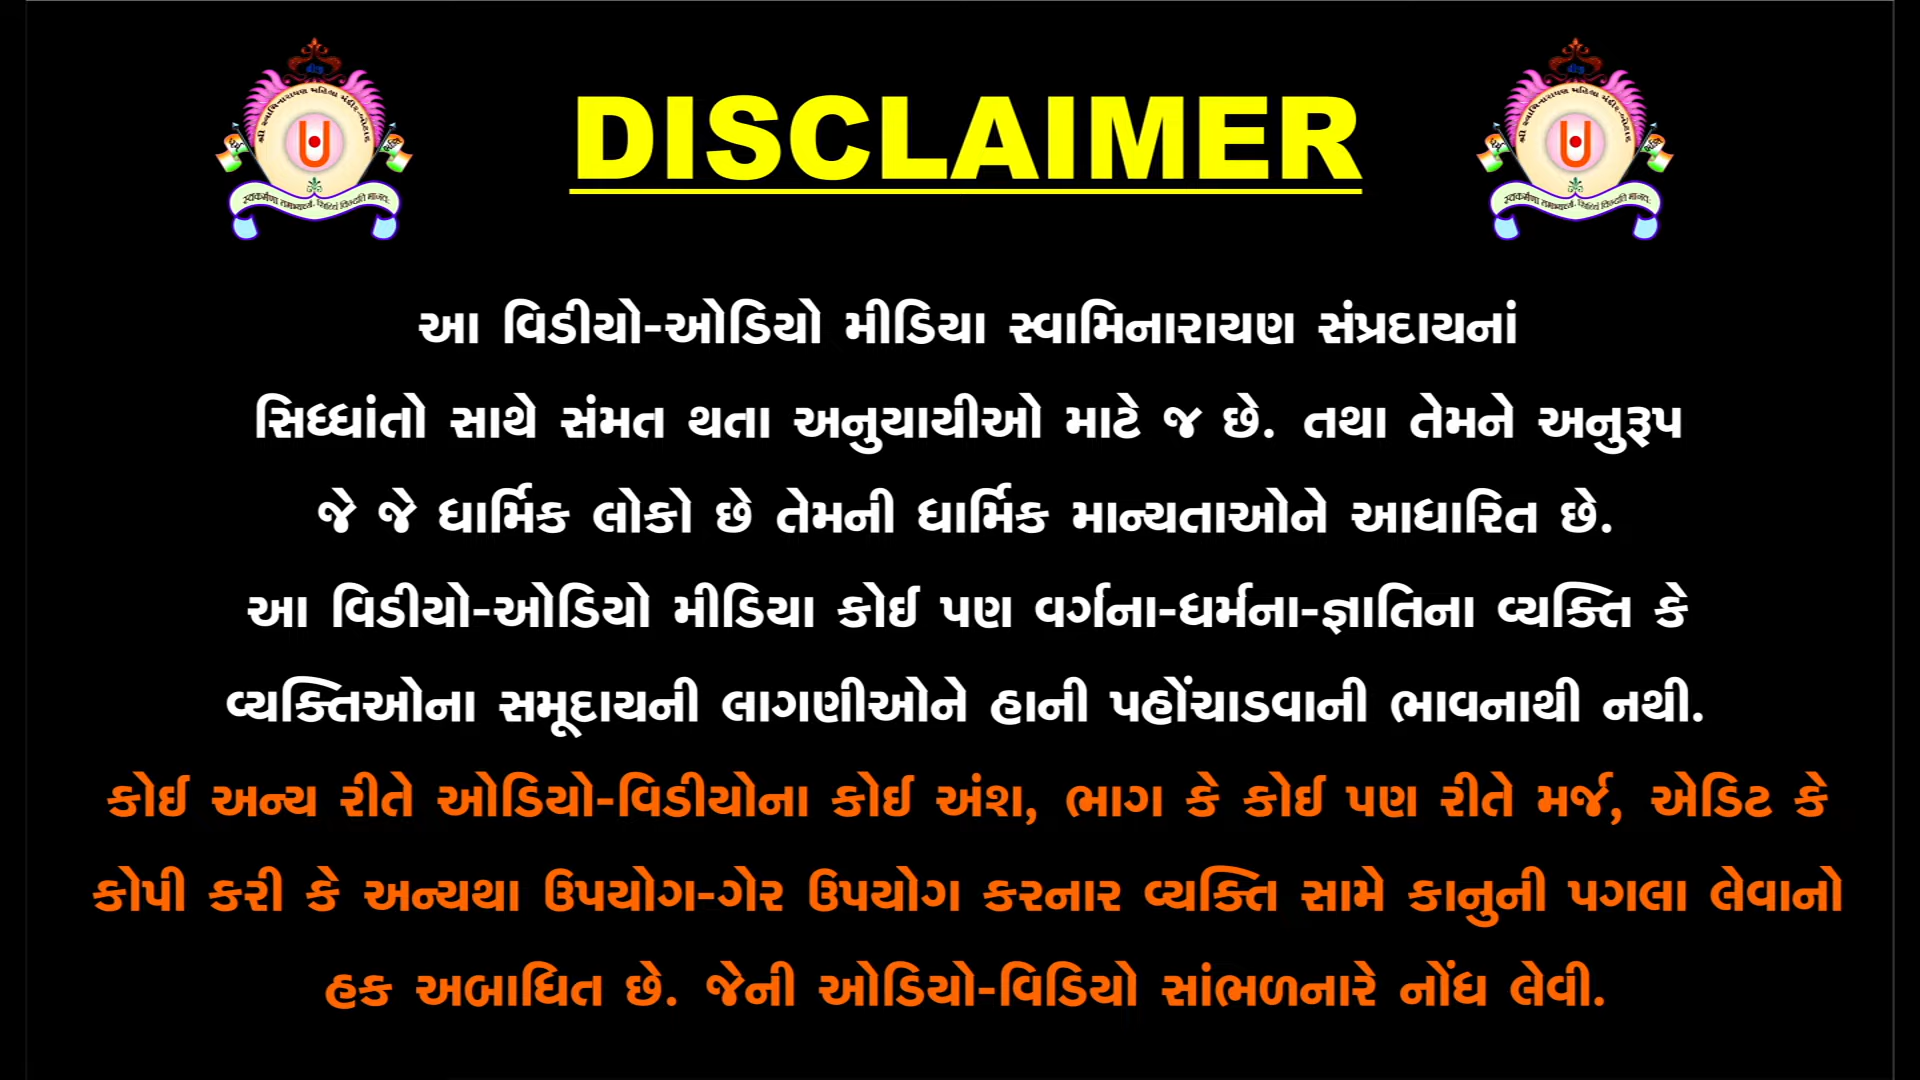 DISCLAIMER
આ વિડીયો-ઓડિયો મીડિયા સ્વામિનારાયણ સંપ્રદાયનાં
સિધ્ધાંતો સાથે સંમત થતા અનુયાયીઓ માટે જ છે. તથા તેમને અનુરૂપ
જે જે ધાર્મિક લોકો છે તેમની ધાર્મિક માન્યતાઓને આધારિત છે.
આ વિડીયો-ઓડિયો મીડિયા કોઈ પણ વર્ગના-ધર્મના-જ્ઞાતિના વ્યક્તિ કે
વ્યક્તિઓના સમૂદાયની લાગણીઓને હાની પહોંચાડવાની ભાવનાથી નથી.
કોઈ અન્ય રીતે ઓડિયો-વિડીયોના કોઈ અંશ, ભાગ કે કોઈ પણ રીતે મર્જ, એડિટ કે
કોપી કરી કે અન્યથા ઉપયોગ-ગેર ઉપયોગ કરનાર વ્યક્તિ સામે કાનુની પગલા લેવાનો
હક અબાધિત છે. જેની ઓડિયો-વિડિયો સાંભળનારે નોંધ લેવી.